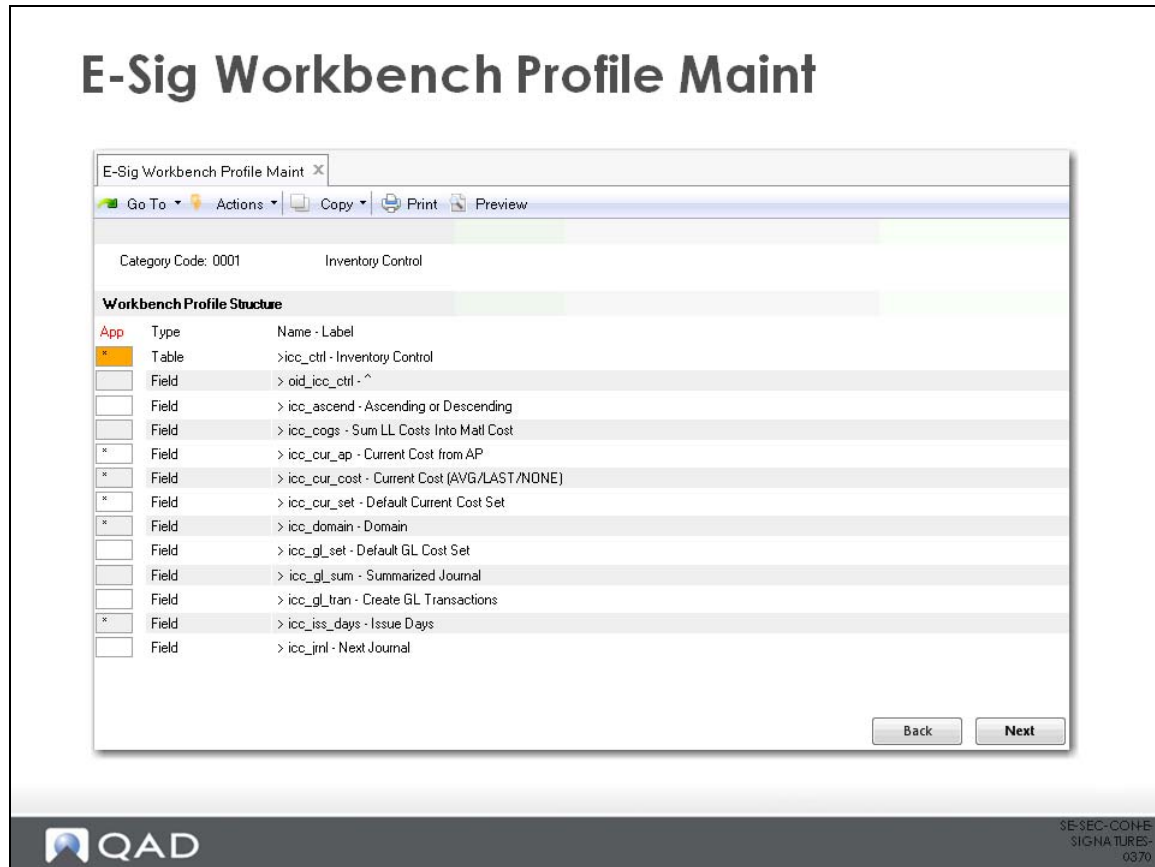 E-Sig Workbench Profile Maint
E-Sig Workbench Profile Maint
Go To Actions Copy Print Preview
Category Code: 0001 Inventory Control
Workbench Profile Structure
App Type Name - Label
* Table >icc_ctrl - Inventory Control
Field > oid_icc_ctrl - ^
Field > icc_ascend - Ascending or Descending
Field > icc_cogs - Sum LL Costs Into Matl Cost
* Field > icc_cur_ap - Current Cost from AP
* Field > icc_cur_cost - Current Cost (AVG/LAST/NONE)
* Field > icc_cur_set - Default Current Cost Set
* Field > icc_domain - Domain
Field > icc_gl_set - Default GL Cost Set
Field > icc_gl_sum - Summarized Journal
Field > icc_gl_tran - Create GL Transactions
* Field > icc_iss_days - Issue Days
Field > icc_jrnl - Next Journal
Back Next
QAD
SE-SEC-CON-E-
SIGNATURES-
0370